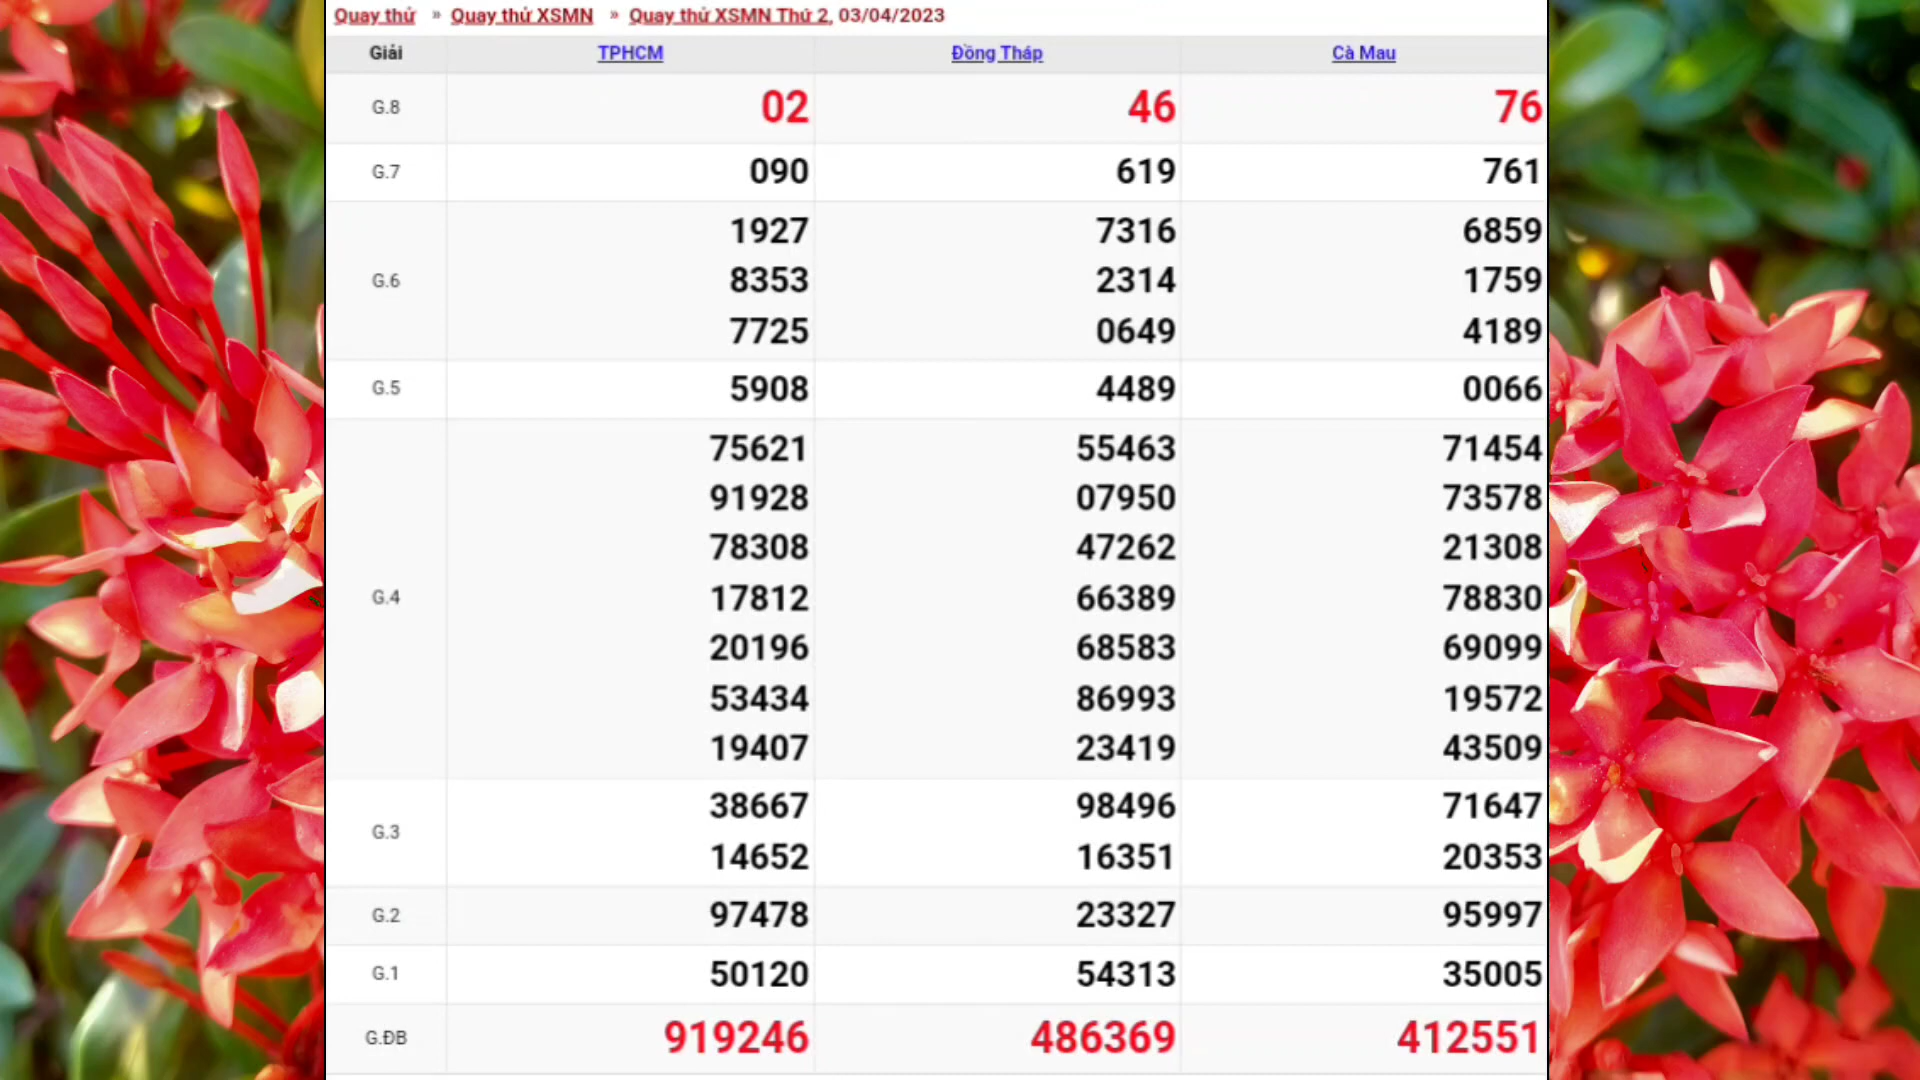 Quay thử » Quay thử XSMN » Quay thử XSMN Thứ 2, 03/04/2023
Giải TPHCM Đồng Tháp Cà Mau
G.8 02 46 76
G.7 090 619 761
1927 7316 6859
G.6 8353 2314 1759
7725 0649 4189
G.5 5908 4489 0066
75621 55463 71454
91928 07950 73578
78308 47262 21308
G.4 17812 66389 78830
20196 68583 69099
53434 86993 19572
19407 23419 43509
G.3 38667 98496 71647
14652 16351 20353
G.2 97478 23327 95997
G.1 50120 54313 35005
G.ĐB 919246 486369 412551